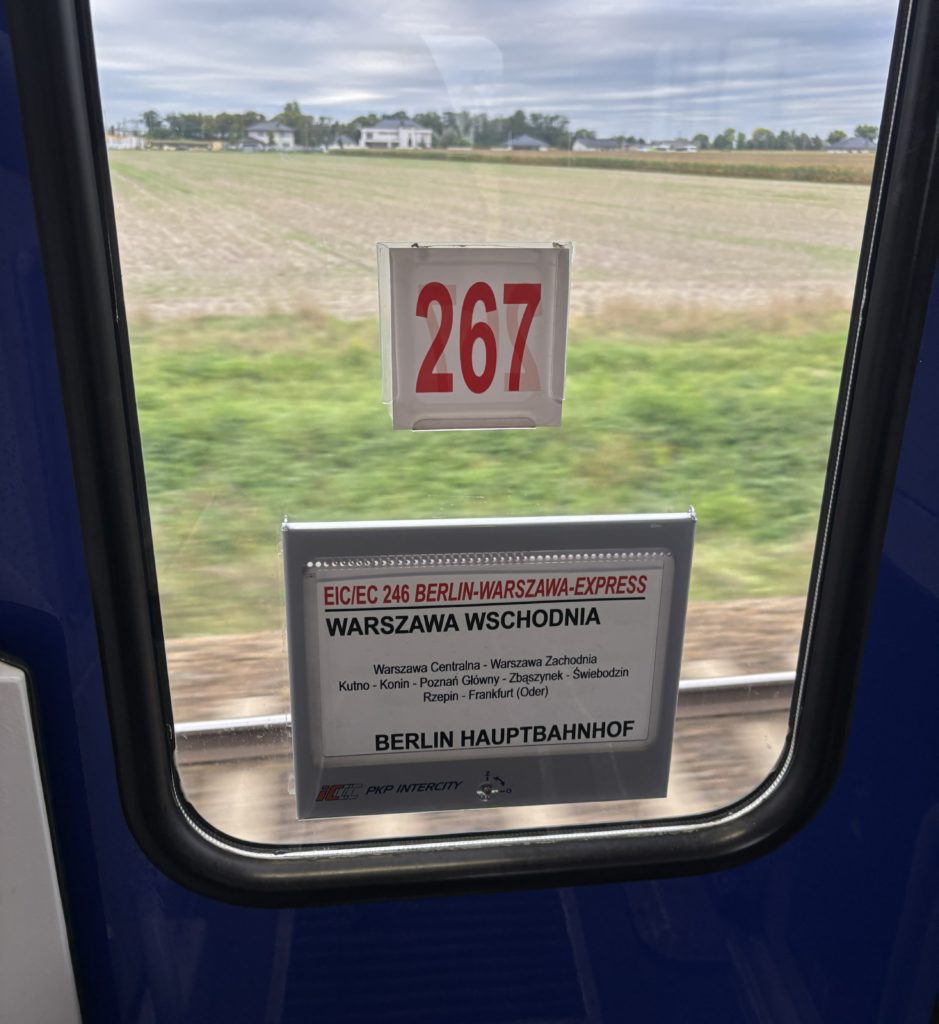 267
EIC/EC 246 BERLIN-WARSZAWA-EXPRESS
WARSZAWA WSCHODNIA
Warszawa Centralna - Warszawa Zachodnia
Kutno - Konin - Poznań Główny - Zbąszynek - Świebodzin
Rzepin - Frankfurt (Oder)
BERLIN HAUPTBAHNHOF
PKP INTERCITY